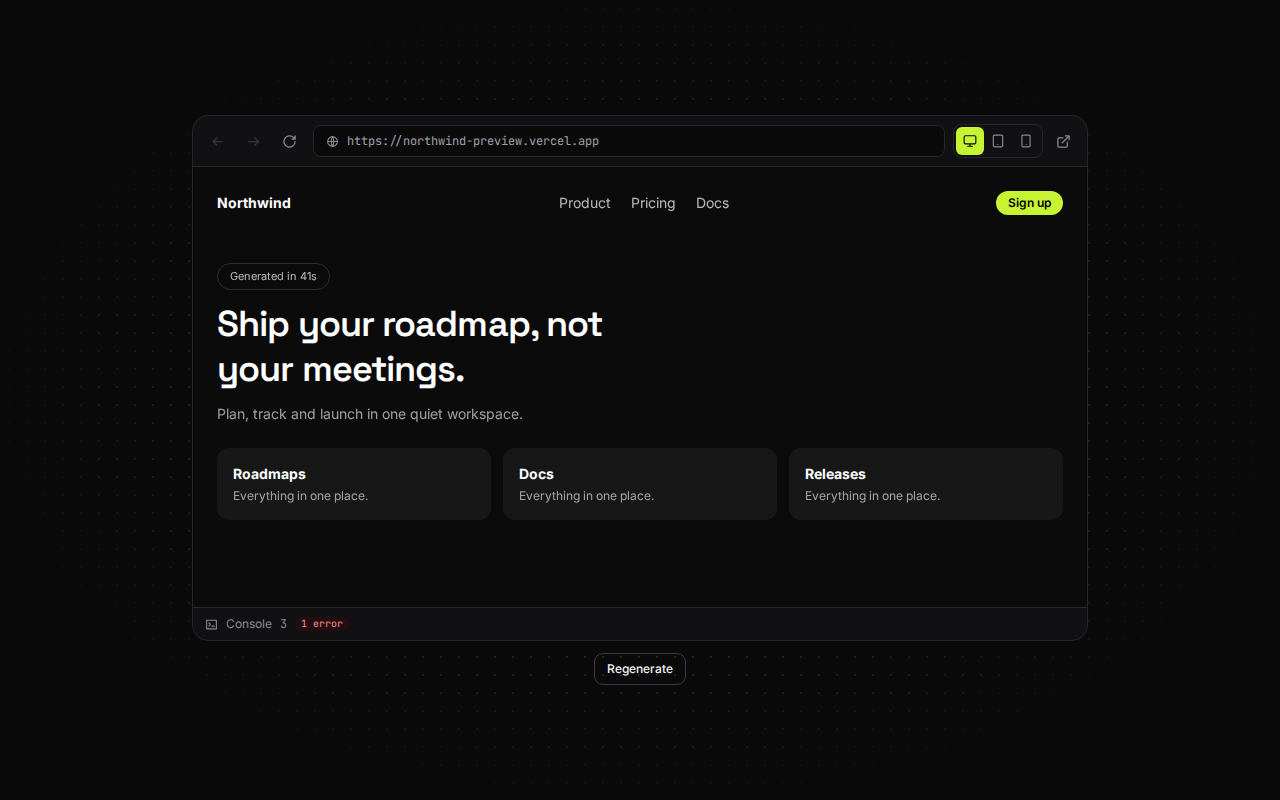 https://northwind-preview.vercel.app
Northwind
Product Pricing Docs
Sign up
Generated in 41s
Ship your roadmap, not
your meetings.
Plan, track and launch in one quiet workspace.
Roadmaps
Everything in one place.
Docs
Everything in one place.
Releases
Everything in one place.
Console 3 1 error
Regenerate